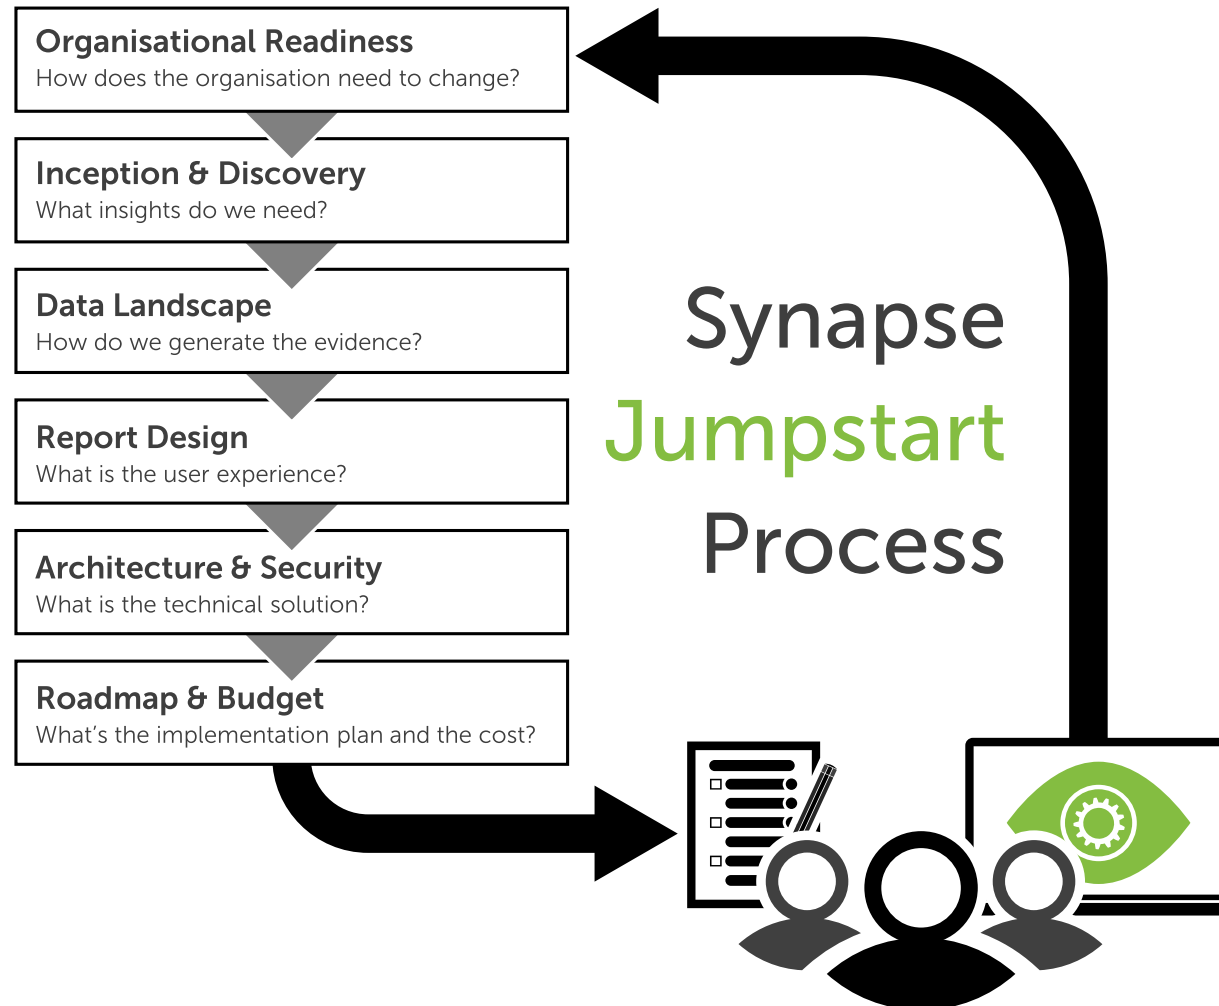 Organisational Readiness
How does the organisation need to change?
Inception & Discovery
What insights do we need?
Data Landscape
How do we generate the evidence?
Report Design
What is the user experience?
Architecture & Security
What is the technical solution?
Roadmap & Budget
What's the implementation plan and the cost?
Synapse
Jumpstart
Process